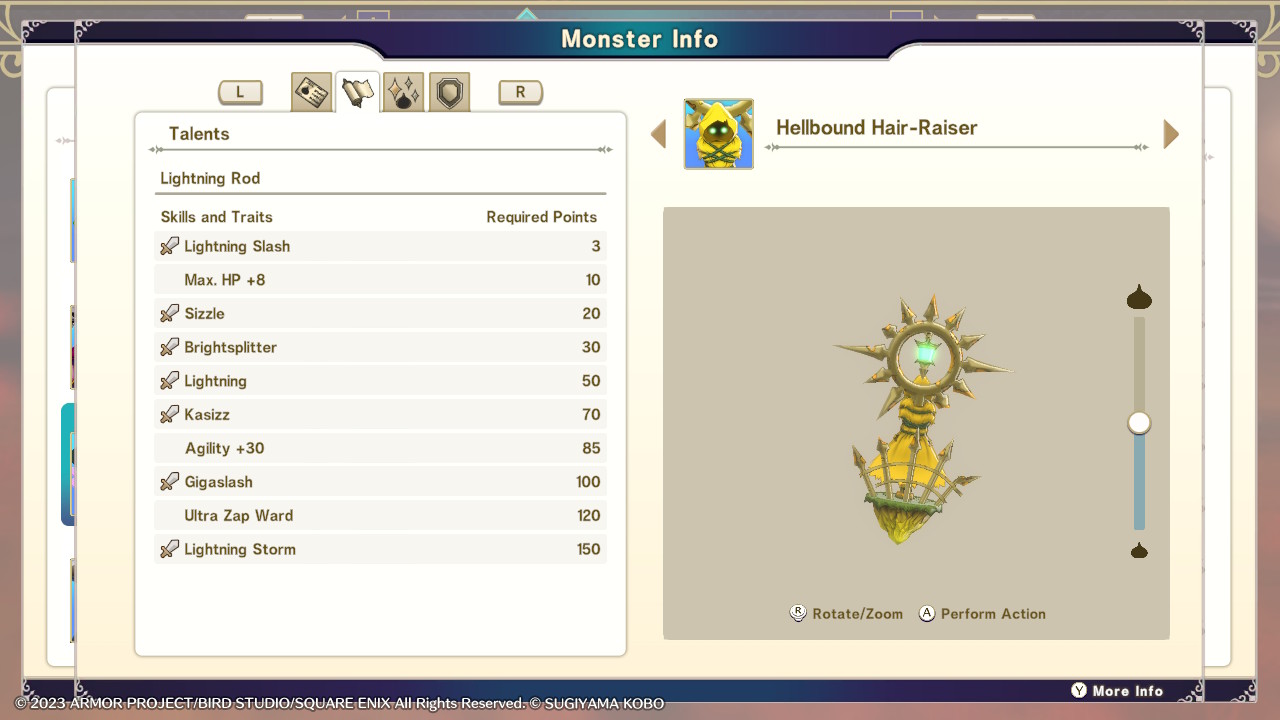 Monster Info
L
R
Talents
Lightning Rod
Skills and Traits Required Points
Lightning Slash 3
Max. HP +8 10
Sizzle 20
Brightsplitter 30
Lightning 50
Kasizz 70
Agility +30 85
Gigaslash 100
Ultra Zap Ward 120
Lightning Storm 150
Hellbound Hair-Raiser
R Rotate/Zoom A Perform Action
Y More Info
© 2023 ARMOR PROJECT/BIRD STUDIO/SQUARE ENIX All Rights Reserved. © SUGIYAMA KOBO